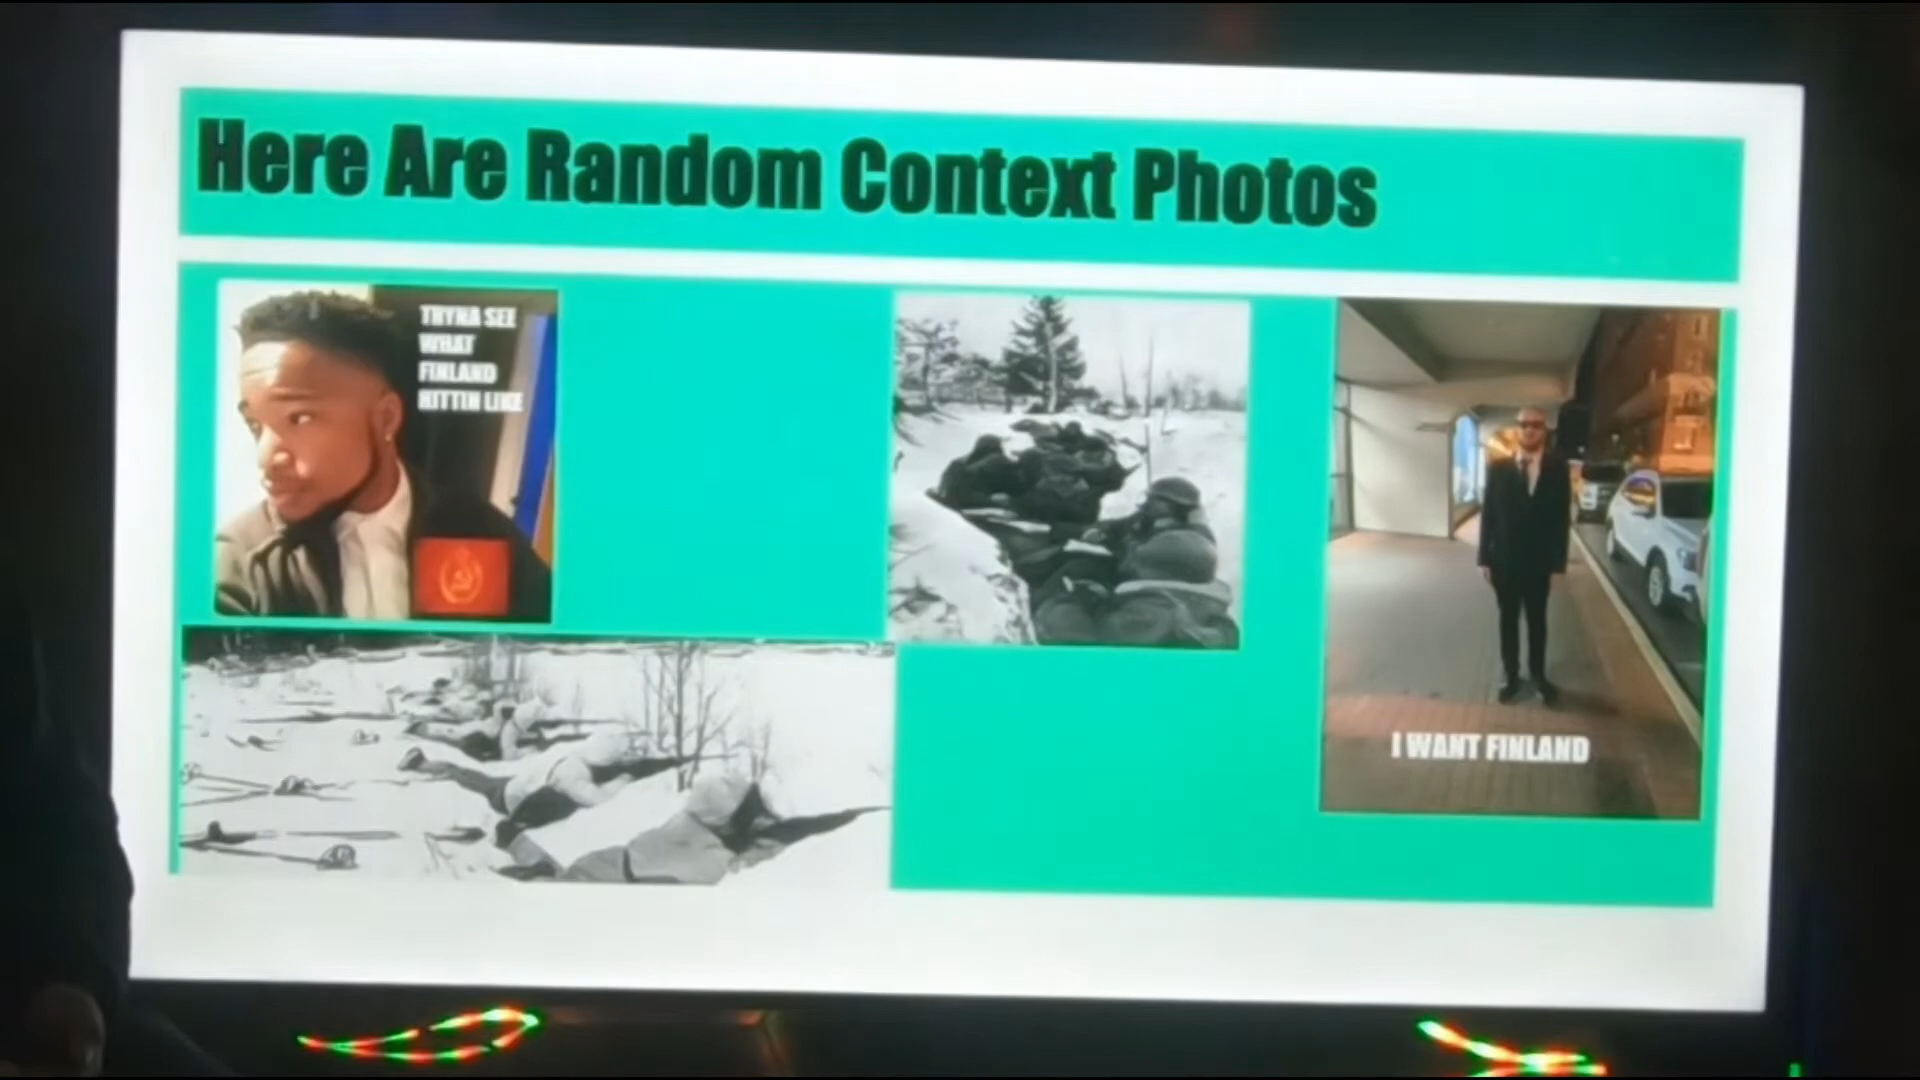 Here Are Random Context Photos
TRYNA SEE
WHAT
FINLAND
HITTIN LIKE
I WANT FINLAND